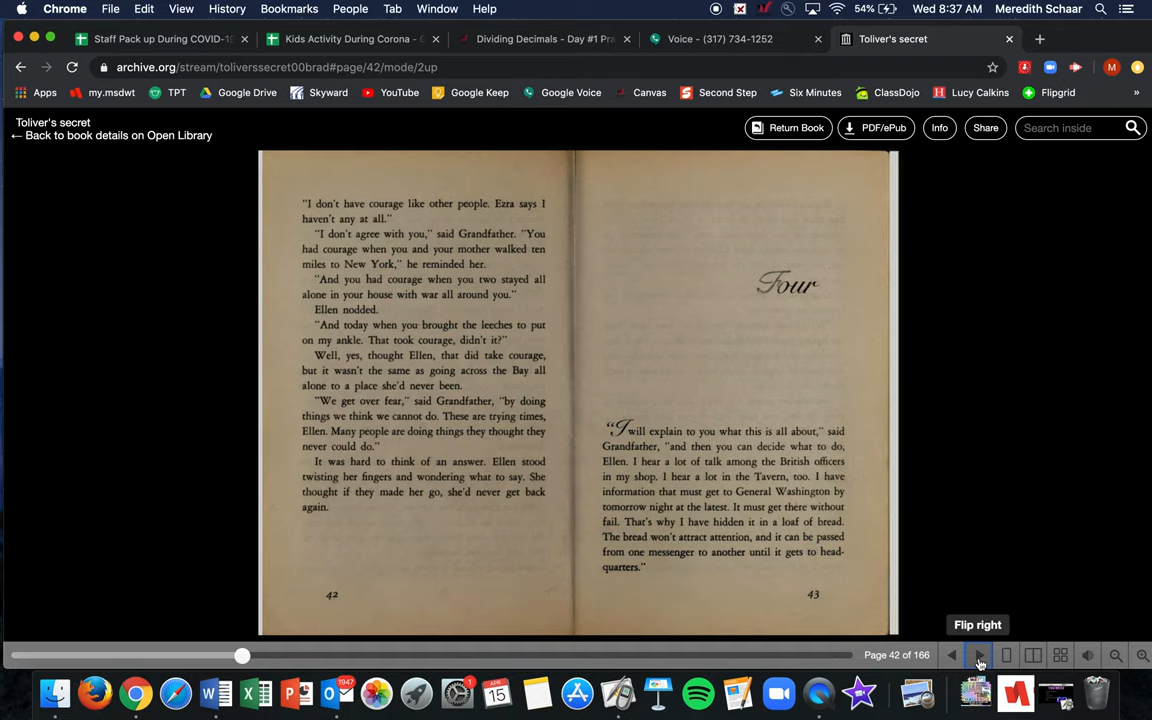 Chrome File Edit View History Bookmarks People Tab Window Help 54% Wed 8:37 AM Meredith Schaar
Staff Pack up During COVID-19 Kids Activity During Corona - G Dividing Decimals - Day #1 Pra Voice - (317) 734-1252 Toliver's secret
archive.org/stream/toliverssecret00brad#page/42/mode/2up M
Apps my.msdwt TPT Google Drive Skyward YouTube Google Keep Google Voice Canvas Second Step Six Minutes ClassDojo Lucy Calkins Flipgrid »
Toliver's secret
← Back to book details on Open Library
Return Book PDF/ePub Info Share Search inside
"I don't have courage like other people. Ezra says I
haven't any at all."
"I don't agree with you," said Grandfather. "You
had courage when you and your mother walked ten
miles to New York," he reminded her.
"And you had courage when you two stayed all
alone in your house with war all around you."
Ellen nodded.
"And today when you brought the leeches to put
on my ankle. That took courage, didn't it?"
Well, yes, thought Ellen, that did take courage,
but it wasn't the same as going across the Bay all
alone to a place she'd never been.
"We get over fear," said Grandfather, "by doing
things we think we cannot do. These are trying times,
Ellen. Many people are doing things they thought they
never could do."
It was hard to think of an answer. Ellen stood
twisting her fingers and wondering what to say. She
thought if they made her go, she'd never get back
again.
42
Four
"I will explain to you what this is all about," said
Grandfather, "and then you can decide what to do,
Ellen. I hear a lot of talk among the British officers
in my shop. I hear a lot in the Tavern, too. I have
information that must get to General Washington by
tomorrow night at the latest. It must get there without
fail. That's why I have hidden it in a loaf of bread.
The bread won't attract attention, and it can be passed
from one messenger to another until it gets to head-
quarters."
43
Flip right
Page 42 of 166
1947
APR
15